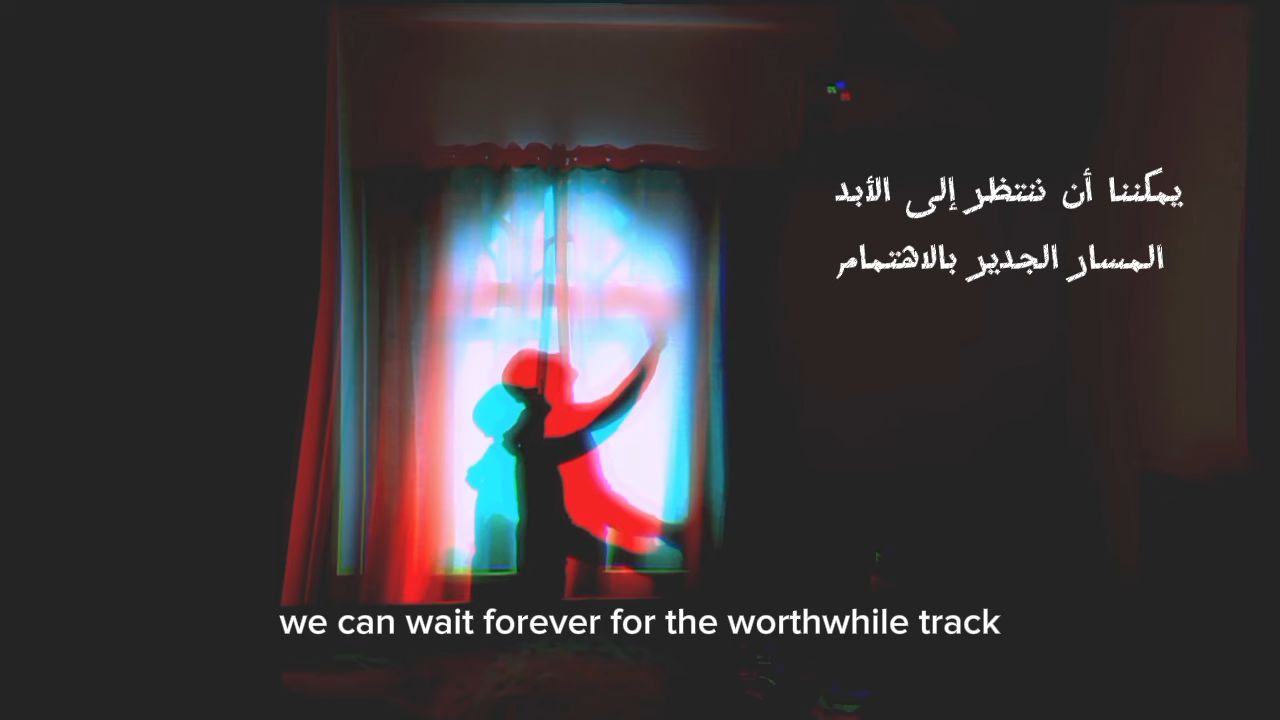 يمكننا أن ننتظر إلى الأبد
المسار الجدير بالاهتمام
we can wait forever for the worthwhile track